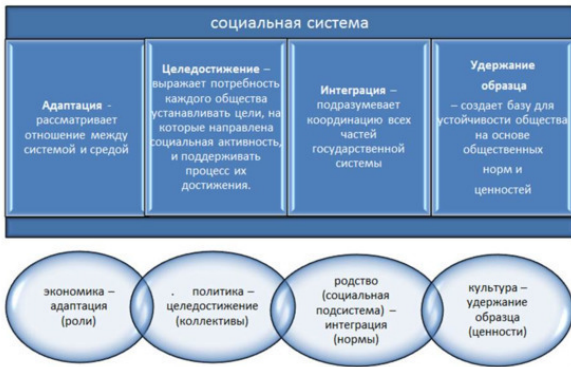 социальная система
Адаптация -
рассматривает
отношение между
системой и средой
Целедостижение –
выражает потребность
каждого общества
устанавливать цели, на
которые направлена
социальная активность,
и поддерживать
процесс их
достижения.
Интеграция –
подразумевает
координацию всех
частей
государственной
системы
Удержание
образца
– создает базу для
устойчивости общества
на основе
общественных
норм и
ценностей
экономика –
адаптация
(роли)
. политика –
целедостижение
(коллективы)
родство
(социальная
подсистема) –
интеграция
(нормы)
культура –
удержание
образца
(ценности)